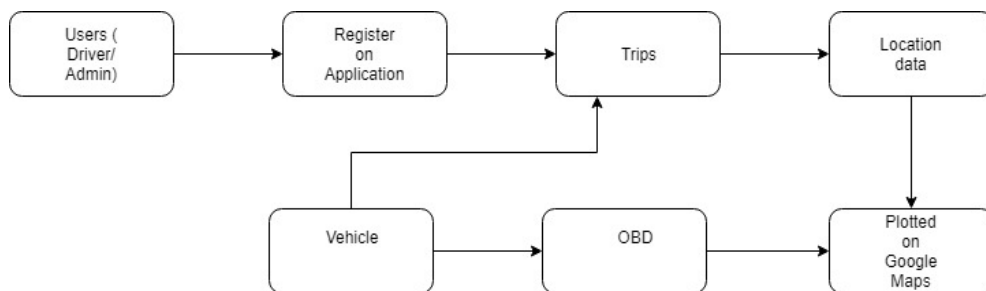 Users (
Driver/
Admin)
Register
on
Application
Trips
Location
data
Vehicle
OBD
Plotted
on
Google
Maps